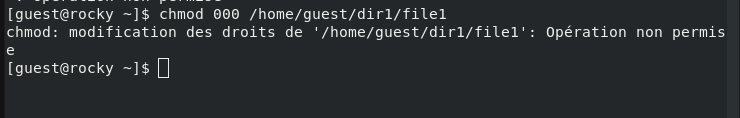 [guest@rocky ~]$ chmod 000 /home/guest/dir1/file1
chmod: modification des droits de '/home/guest/dir1/file1': Opération non permis
e
[guest@rocky ~]$